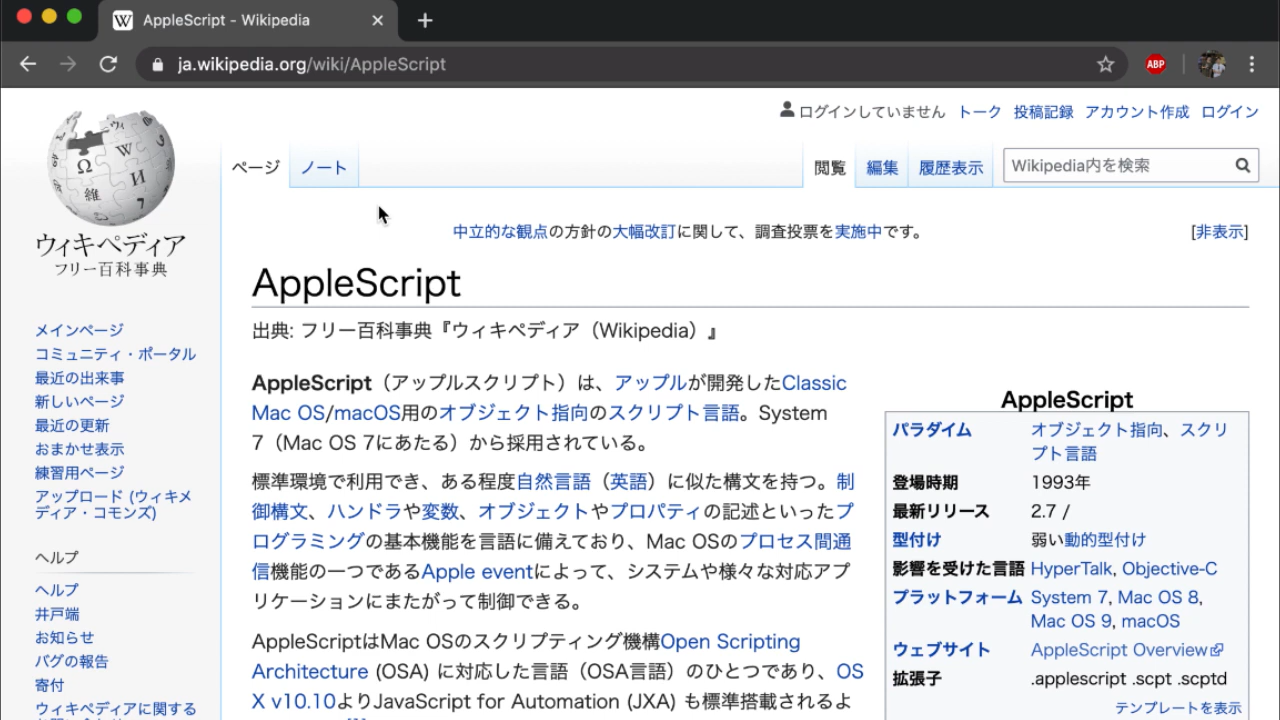 AppleScript - Wikipedia
ja.wikipedia.org/wiki/AppleScript
ABP
ログインしていません トーク 投稿記録 アカウント作成 ログイン
ページ ノート 閲覧 編集 履歴表示 Wikipedia内を検索
Ω W И 維 7
ウィキペディア
フリー百科事典
中立的な観点の方針の大幅改訂に関して、調査投票を実施中です。 [非表示]
AppleScript
出典: フリー百科事典『ウィキペディア（Wikipedia）』
メインページ
コミュニティ・ポータル
最近の出来事
新しいページ
最近の更新
おまかせ表示
練習用ページ
アップロード (ウィキメ
ディア・コモンズ)
ヘルプ
ヘルプ
井戸端
お知らせ
バグの報告
寄付
ウィキペディアに関する
AppleScript（アップルスクリプト）は、アップルが開発したClassic
Mac OS/macOS用のオブジェクト指向のスクリプト言語。System
7（Mac OS 7にあたる）から採用されている。
標準環境で利用でき、ある程度自然言語（英語）に似た構文を持つ。制
御構文、ハンドラや変数、オブジェクトやプロパティの記述といったプ
ログラミングの基本機能を言語に備えており、Mac OSのプロセス間通
信機能の一つであるApple eventによって、システムや様々な対応アプ
リケーションにまたがって制御できる。
AppleScriptはMac OSのスクリプティング機構Open Scripting
Architecture (OSA) に対応した言語（OSA言語）のひとつであり、OS
X v10.10よりJavaScript for Automation (JXA) も標準搭載されるよ
AppleScript
パラダイム オブジェクト指向、スクリ
プト言語
登場時期 1993年
最新リリース 2.7 /
型付け 弱い動的型付け
影響を受けた言語 HyperTalk, Objective-C
プラットフォーム System 7, Mac OS 8,
Mac OS 9, macOS
ウェブサイト AppleScript Overview
拡張子 .applescript .scpt .scptd
テンプレートを表示